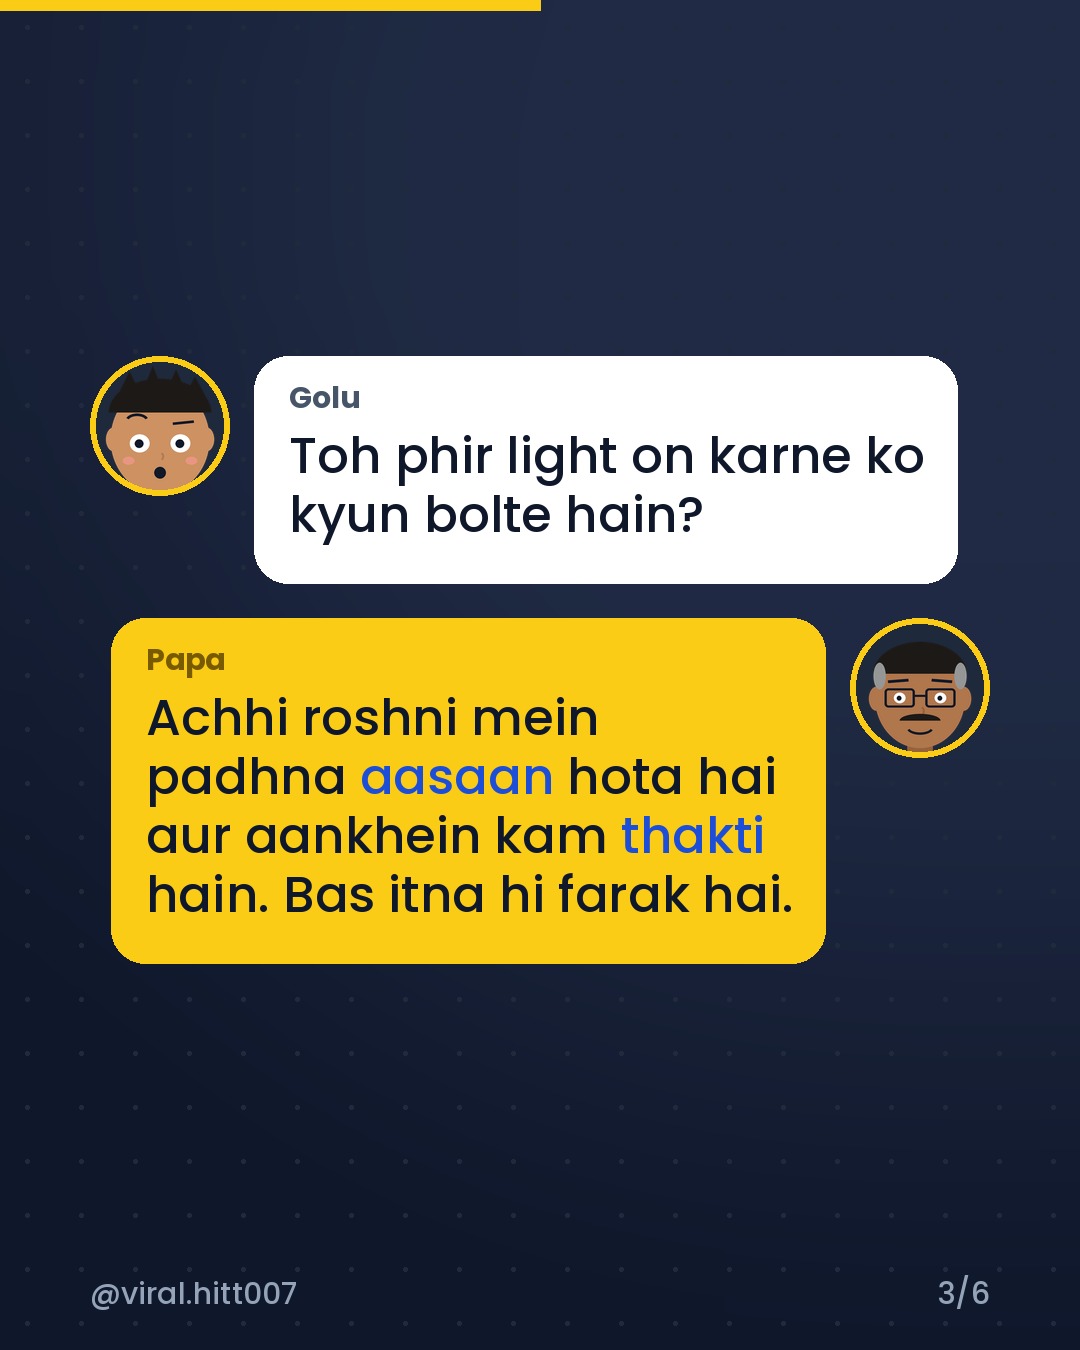 Golu
Toh phir light on karne ko
kyun bolte hain?
Papa
Achhi roshni mein
padhna aasaan hota hai
aur aankhein kam thakti
hain. Bas itna hi farak hai.
@viral.hitt007
3/6